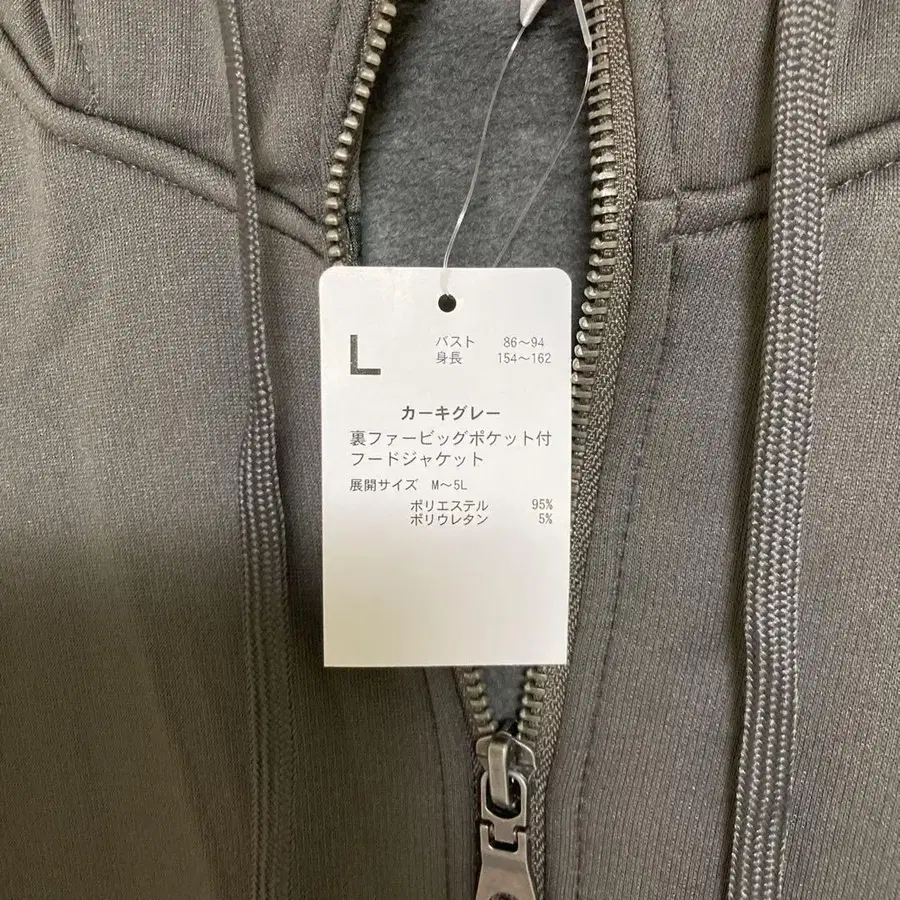 L
バスト 86～94
身長 154～162
カーキグレー
裏ファービッグポケット付
フードジャケット
展開サイズ M～5L
ポリエステル 95%
ポリウレタン 5%